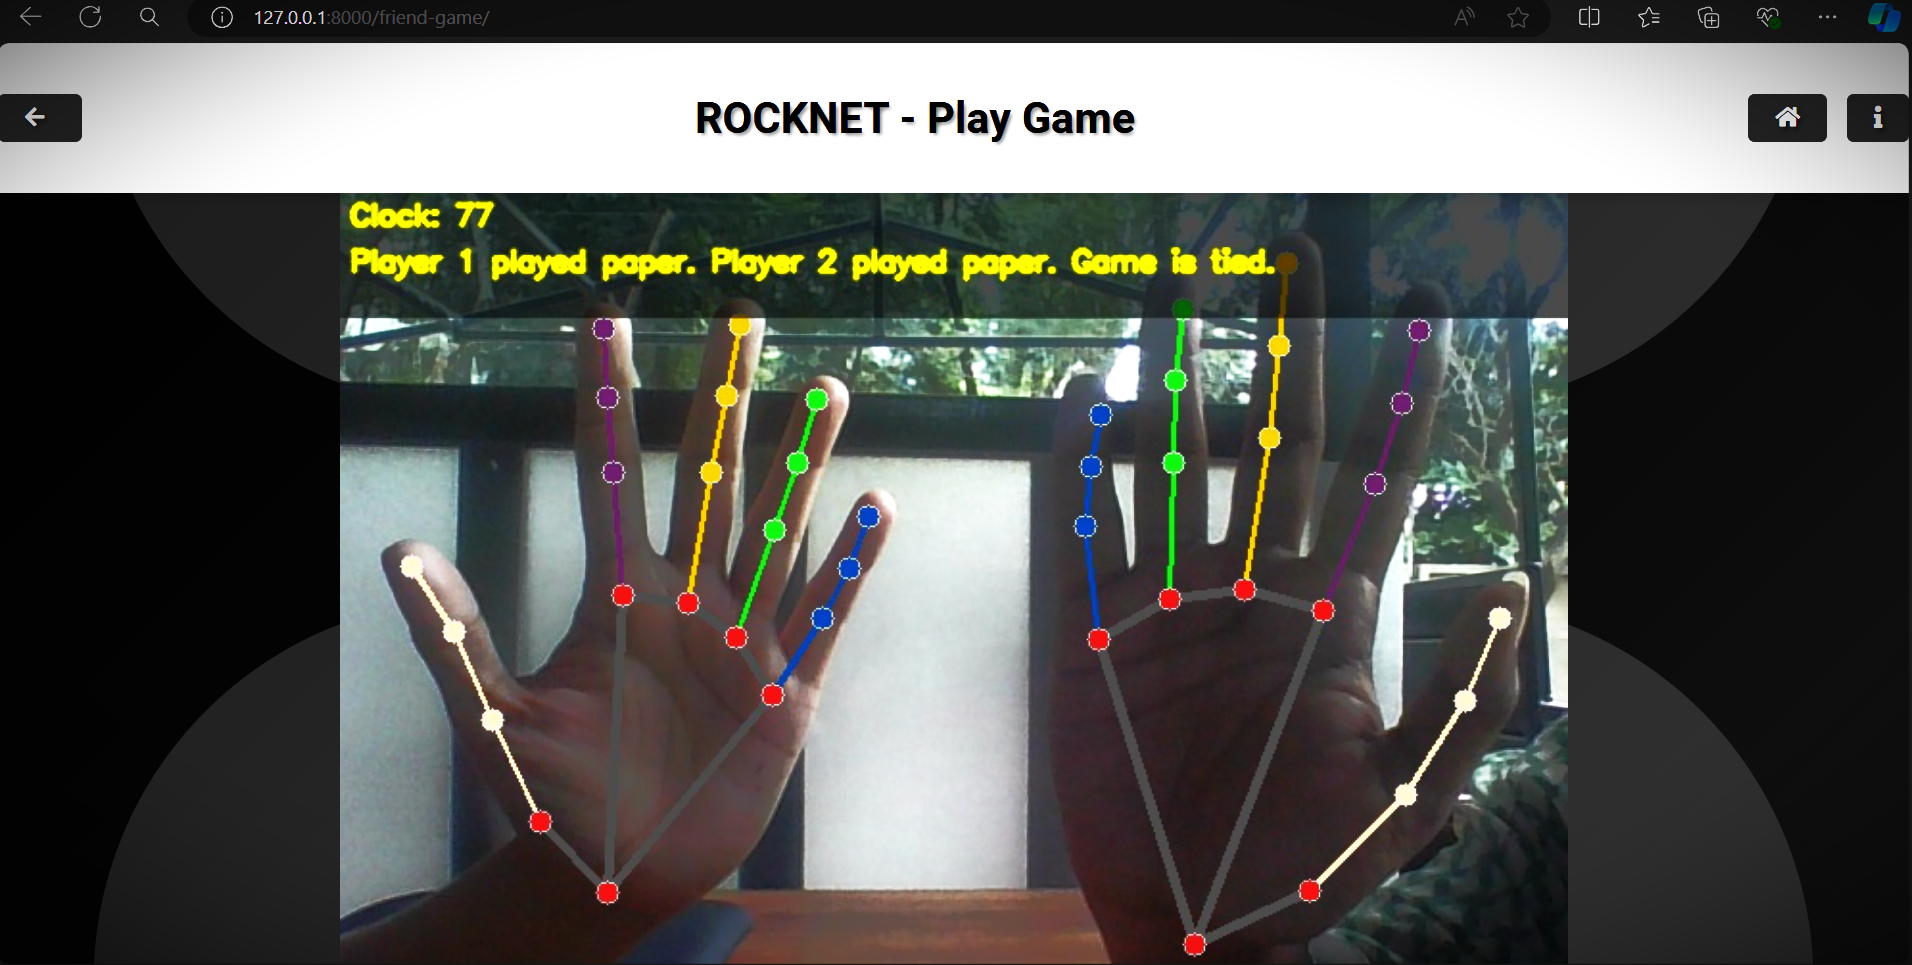 127.0.0.1:8000/friend-game/
ROCKNET - Play Game
Clock: 77
Player 1 played paper. Player 2 played paper. Game is tied.